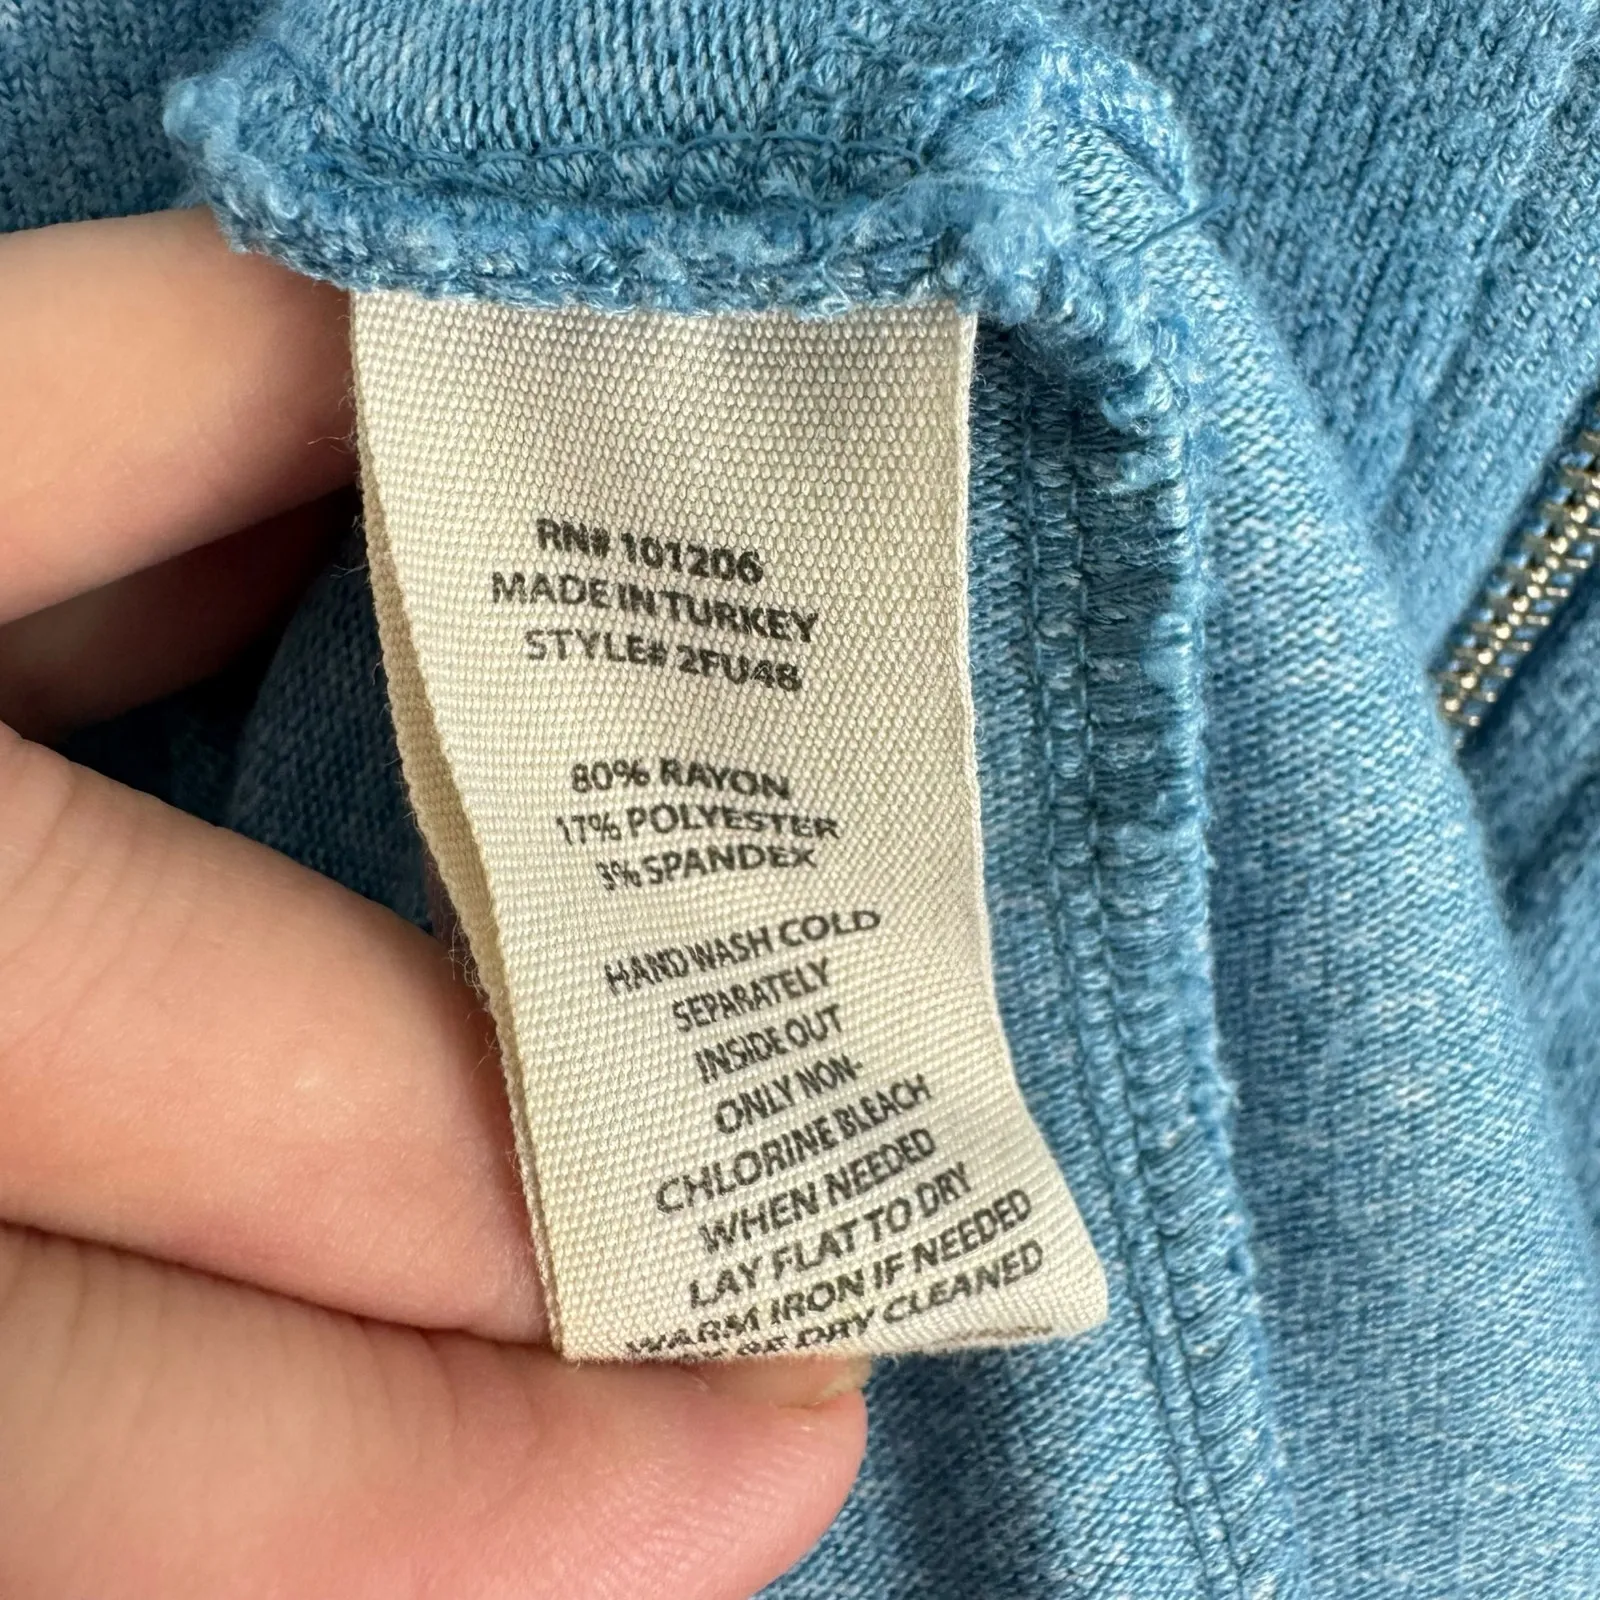 RN# 101206
MADE IN TURKEY
STYLE# 2FU48
80% RAYON
17% POLYESTER
3% SPANDEX
HAND WASH COLD
SEPARATELY
INSIDE OUT
ONLY NON-
CHLORINE BLEACH
WHEN NEEDED
LAY FLAT TO DRY
WARM IRON IF NEEDED
BE DRY CLEANED